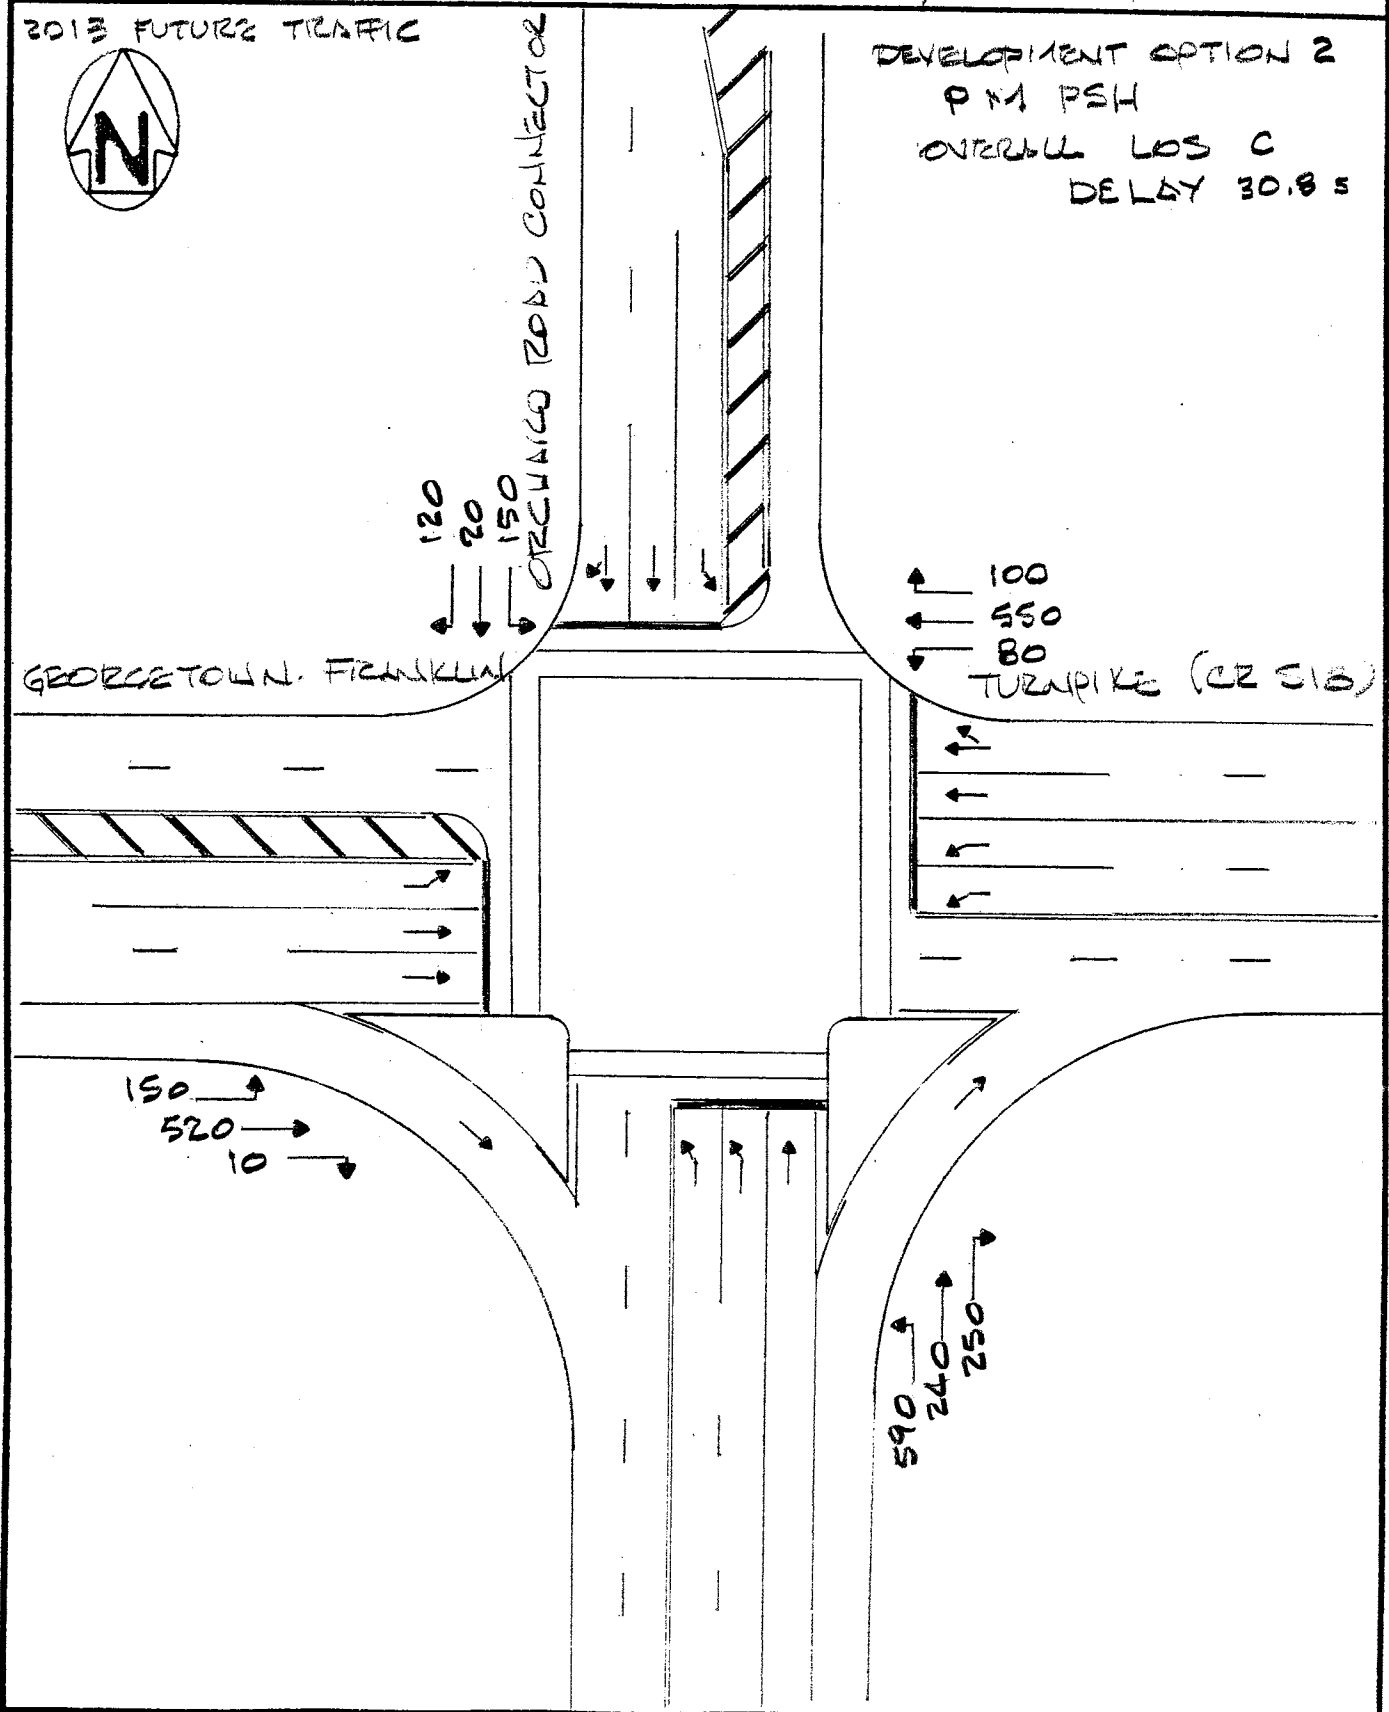 2013 FUTURE TRAFFIC
N
DEVELOPMENT OPTION 2
PM PSH
OVERALL LOS C
DELAY 30.8 s
ORCHARD ROAD CONNECTOR
120
20
150
100
550
80
GEORGETOWN. FRANKLIN
TURNPIKE (CR 518)
150
520
10
590
240
250